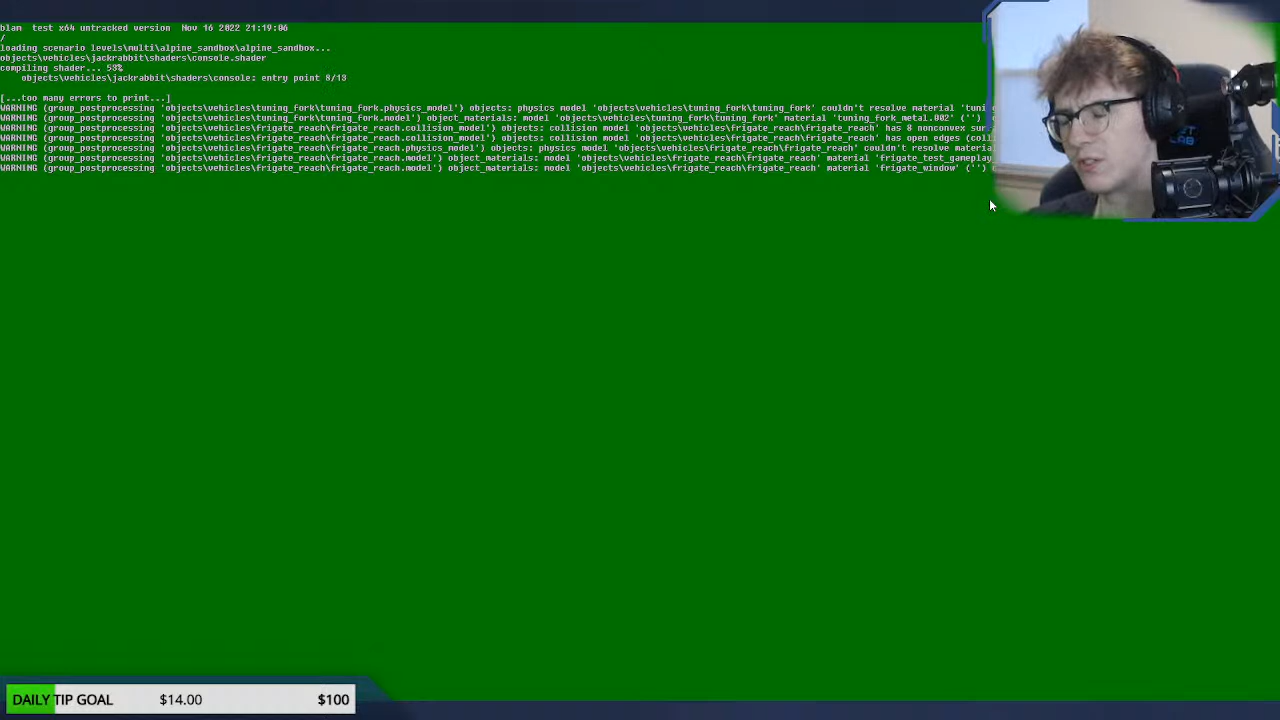 blam test x64 untracked version Nov 16 2022 21:19:06
/
loading scenario levels\multi\alpine_sandbox\alpine_sandbox...
objects\vehicles\jackrabbit\shaders\console.shader
compiling shader... 53%
objects\vehicles\jackrabbit\shaders\console: entry point 8/13
[...too many errors to print...]
WARNING (group_postprocessing 'objects\vehicles\tuning_fork\tuning_fork.physics_model') objects: physics model 'objects\vehicles\tuning_fork\tuning_fork' couldn't resolve material 'tuni
WARNING (group_postprocessing 'objects\vehicles\tuning_fork\tuning_fork.model') object_materials: model 'objects\vehicles\tuning_fork\tuning_fork' material 'tuning_fork_metal.002' ('')
WARNING (group_postprocessing 'objects\vehicles\frigate_reach\frigate_reach.collision_model') objects: collision model 'objects\vehicles\frigate_reach\frigate_reach' has 8 nonconvex sur
WARNING (group_postprocessing 'objects\vehicles\frigate_reach\frigate_reach.collision_model') objects: collision model 'objects\vehicles\frigate_reach\frigate_reach' has open edges (coll
WARNING (group_postprocessing 'objects\vehicles\frigate_reach\frigate_reach.physics_model') objects: physics model 'objects\vehicles\frigate_reach\frigate_reach' couldn't resolve material
WARNING (group_postprocessing 'objects\vehicles\frigate_reach\frigate_reach.model') object_materials: model 'objects\vehicles\frigate_reach\frigate_reach' material 'frigate_test_gameplay
WARNING (group_postprocessing 'objects\vehicles\frigate_reach\frigate_reach.model') object_materials: model 'objects\vehicles\frigate_reach\frigate_reach' material 'frigate_window' ('')
DAILY TIP GOAL $14.00 $100